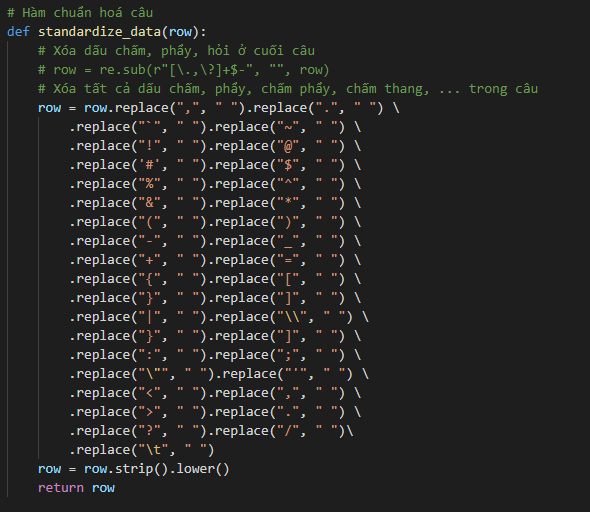 # Hàm chuẩn hoá câu
def standardize_data(row):
    # Xóa dấu chấm, phẩy, hỏi ở cuối câu
    # row = re.sub(r"[\.,\?]+$-", "", row)
    # Xóa tất cả dấu chấm, phẩy, chấm phẩy, chấm thang, ... trong câu
    row = row.replace(",", " ").replace(".", " ") \
        .replace("`", " ").replace("~", " ") \
        .replace("!", " ").replace("@", " ") \
        .replace('#', " ").replace("$", " ") \
        .replace("%", " ").replace("^", " ") \
        .replace("&", " ").replace("*", " ") \
        .replace("(", " ").replace(")", " ") \
        .replace("-", " ").replace("_", " ") \
        .replace("+", " ").replace("=", " ") \
        .replace("{", " ").replace("[", " ") \
        .replace("}", " ").replace("]", " ") \
        .replace("|", " ").replace("\\", " ") \
        .replace("}", " ").replace("]", " ") \
        .replace(":", " ").replace(";", " ") \
        .replace("\"", " ").replace("'", " ") \
        .replace("<", " ").replace(",", " ") \
        .replace(">", " ").replace(".", " ") \
        .replace("?", " ").replace("/", " ")\
        .replace("\t", " ")
    row = row.strip().lower()
    return row